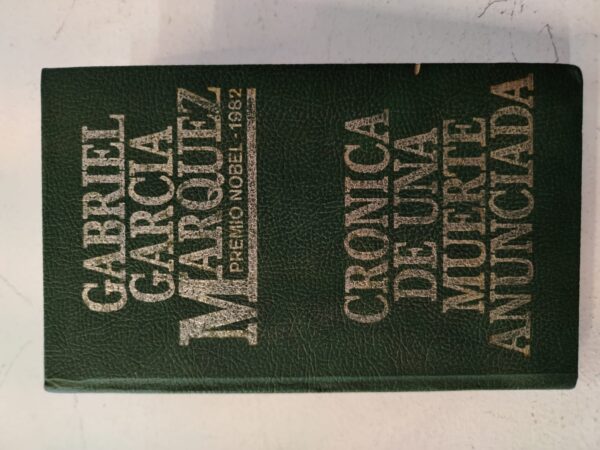 GABRIEL
GARCIA
MARQUEZ
PREMIO NOBEL - 1982
CRONICA
DE UNA
MUERTE
ANUNCIADA